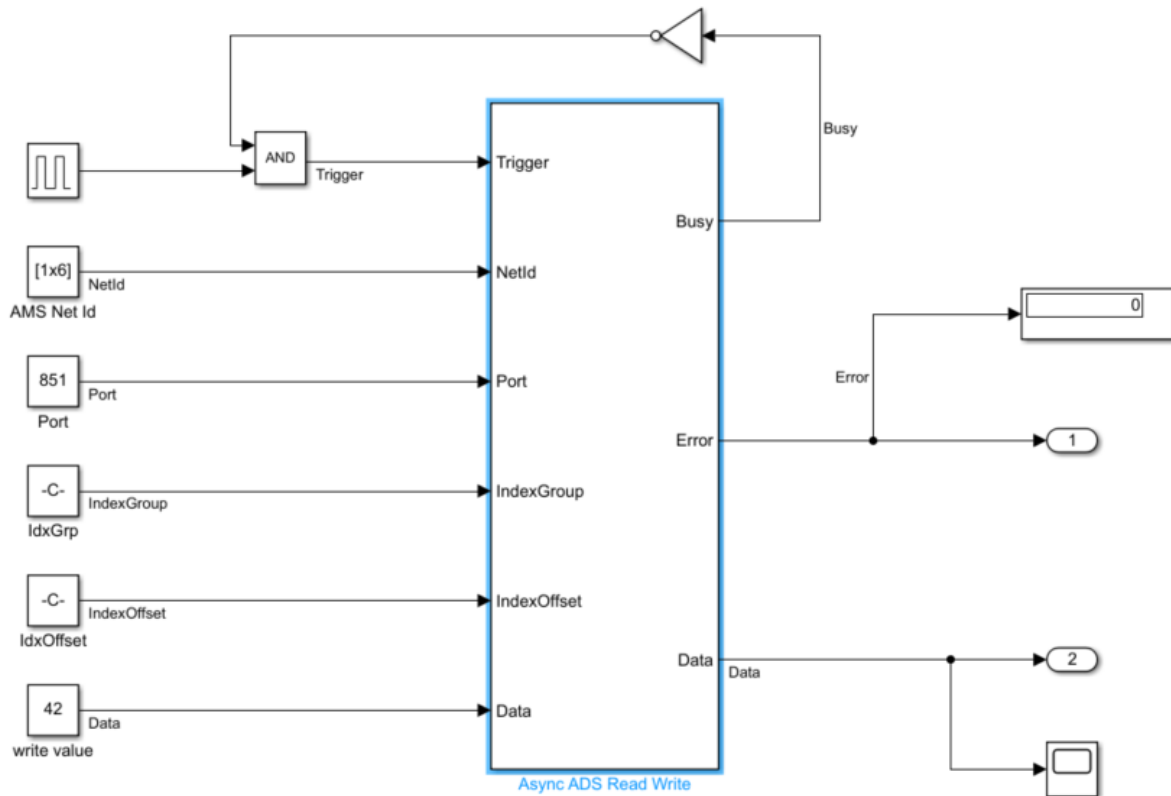 Busy
AND
Trigger
Trigger
Busy
[1x6]
NetId
NetId
AMS Net Id
0
851
Port
Port
Port
Error
Error
1
-C-
IndexGroup
IndexGroup
IdxGrp
-C-
IndexOffset
IndexOffset
IdxOffset
Data
Data
2
42
Data
Data
write value
Async ADS Read Write